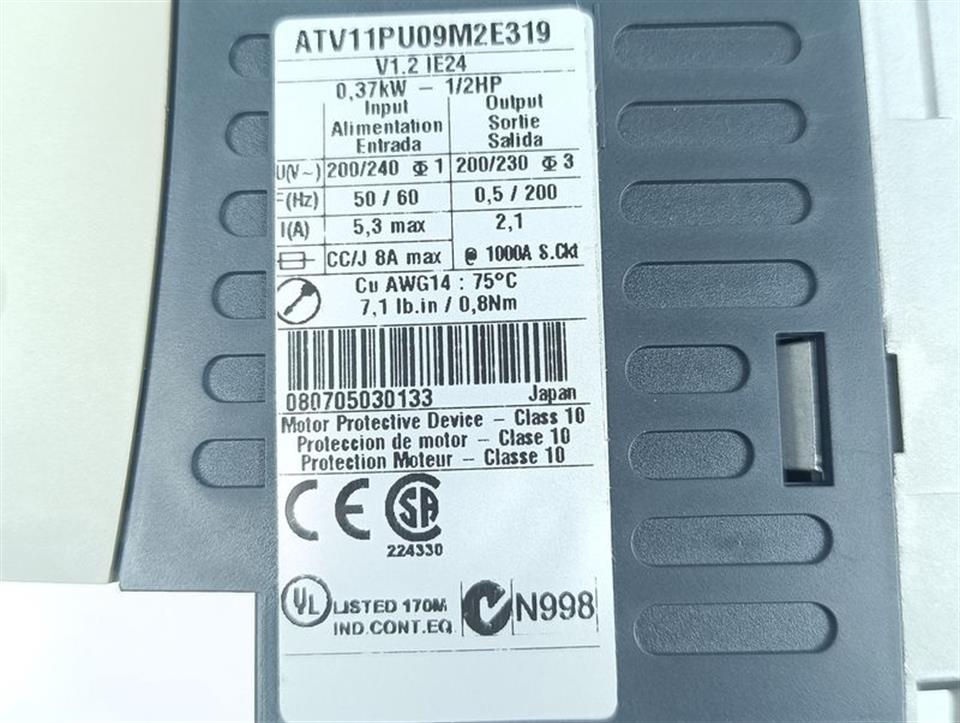 ATV11PU09M2E319
V1.2 IE24
0,37kW – 1/2HP
Input Output
Alimentation Sortie
Entrada Salida
U(V~) 200/240 Φ 1 200/230 Φ 3
F(Hz) 50 / 60 0,5 / 200
I(A) 5,3 max 2,1
CC/J 8A max @ 1000A S.Ckt
Cu AWG14 : 75°C
7,1 lb.in / 0,8Nm
080705030133 Japan
Motor Protective Device – Class 10
Proteccion de motor – Clase 10
Protection Moteur – Classe 10
CE SA
224330
UL LISTED 170M N998
IND.CONT.EQ.